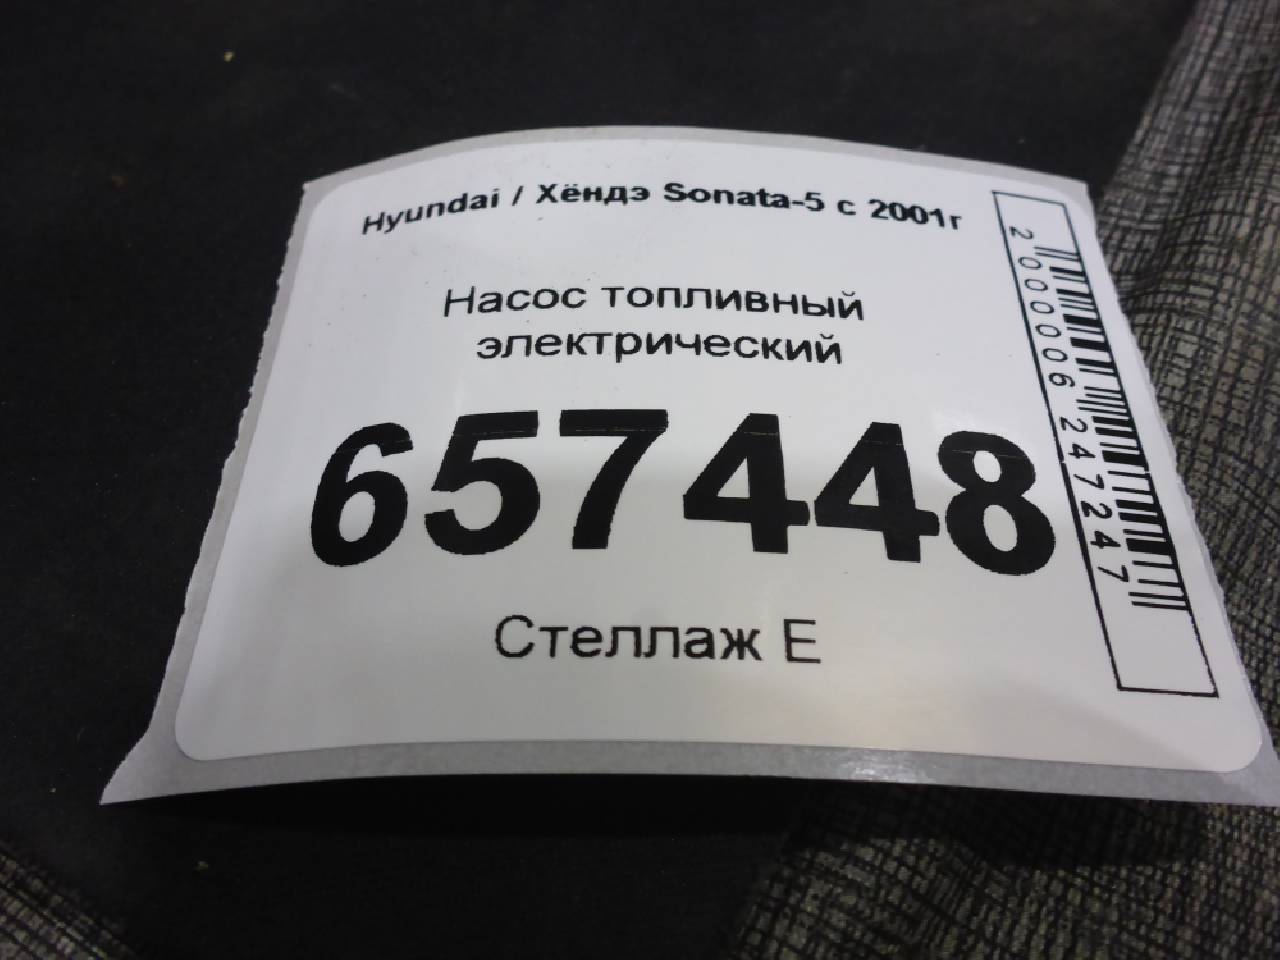 Hyundai / Хёндэ Sonata-5 с 2001г
Насос топливный
электрический
657448
Стеллаж Е
2000006247247